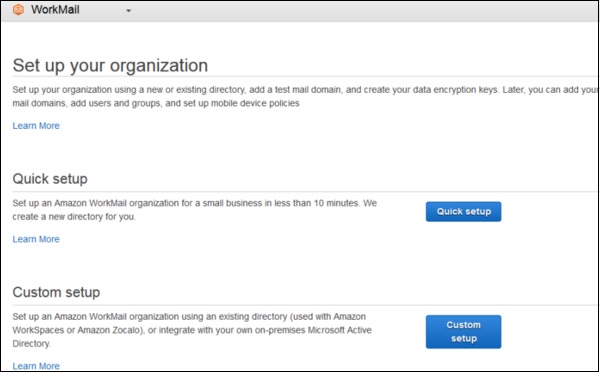 WorkMail
Set up your organization
Set up your organization using a new or existing directory, add a test mail domain, and create your data encryption keys. Later, you can add your
mail domains, add users and groups, and set up mobile device policies
Learn More
Quick setup
Set up an Amazon WorkMail organization for a small business in less than 10 minutes. We
create a new directory for you.
Quick setup
Learn More
Custom setup
Set up an Amazon WorkMail organization using an existing directory (used with Amazon
WorkSpaces or Amazon Zocalo), or integrate with your own on-premises Microsoft Active
Directory.
Custom
setup
Learn More